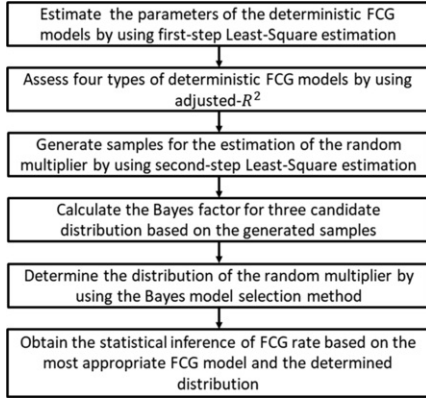 Estimate the parameters of the deterministic FCG
models by using first-step Least-Square estimation
Assess four types of deterministic FCG models by using
adjusted-R²
Generate samples for the estimation of the random
multiplier by using second-step Least-Square estimation
Calculate the Bayes factor for three candidate
distribution based on the generated samples
Determine the distribution of the random multiplier by
using the Bayes model selection method
Obtain the statistical inference of FCG rate based on the
most appropriate FCG model and the determined
distribution